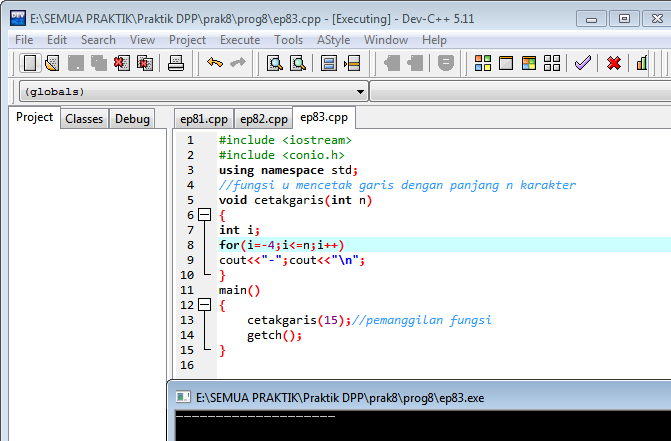 E:\SEMUA PRAKTIK\Praktik DPP\prak8\prog8\ep83.cpp - [Executing] - Dev-C++ 5.11
File Edit Search View Project Execute Tools AStyle Window Help
(globals)
Project Classes Debug
ep81.cpp ep82.cpp ep83.cpp
1 #include <iostream>
2 #include <conio.h>
3 using namespace std;
4 //fungsi u mencetak garis dengan panjang n karakter
5 void cetakgaris(int n)
6 {
7 int i;
8 for(i=-4;i<=n;i++)
9 cout<<"-";cout<<"\n";
10 }
11 main()
12 {
13 cetakgaris(15);//pemanggilan fungsi
14 getch();
15 }
16
E:\SEMUA PRAKTIK\Praktik DPP\prak8\prog8\ep83.exe
--------------------